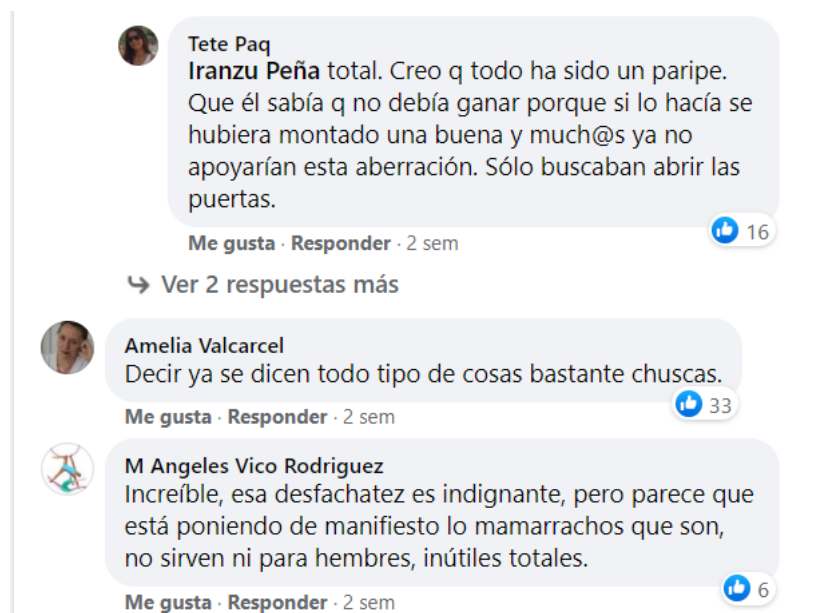 Tete Paq
Iranzu Peña total. Creo q todo ha sido un paripe.
Que él sabía q no debía ganar porque si lo hacía se
hubiera montado una buena y much@s ya no
apoyarían esta aberración. Sólo buscaban abrir las
puertas.
16
Me gusta · Responder · 2 sem
Ver 2 respuestas más
Amelia Valcarcel
Decir ya se dicen todo tipo de cosas bastante chuscas.
33
Me gusta · Responder · 2 sem
M Angeles Vico Rodriguez
Increíble, esa desfachatez es indignante, pero parece que
está poniendo de manifiesto lo mamarrachos que son,
no sirven ni para hembres, inútiles totales.
6
Me gusta · Responder · 2 sem